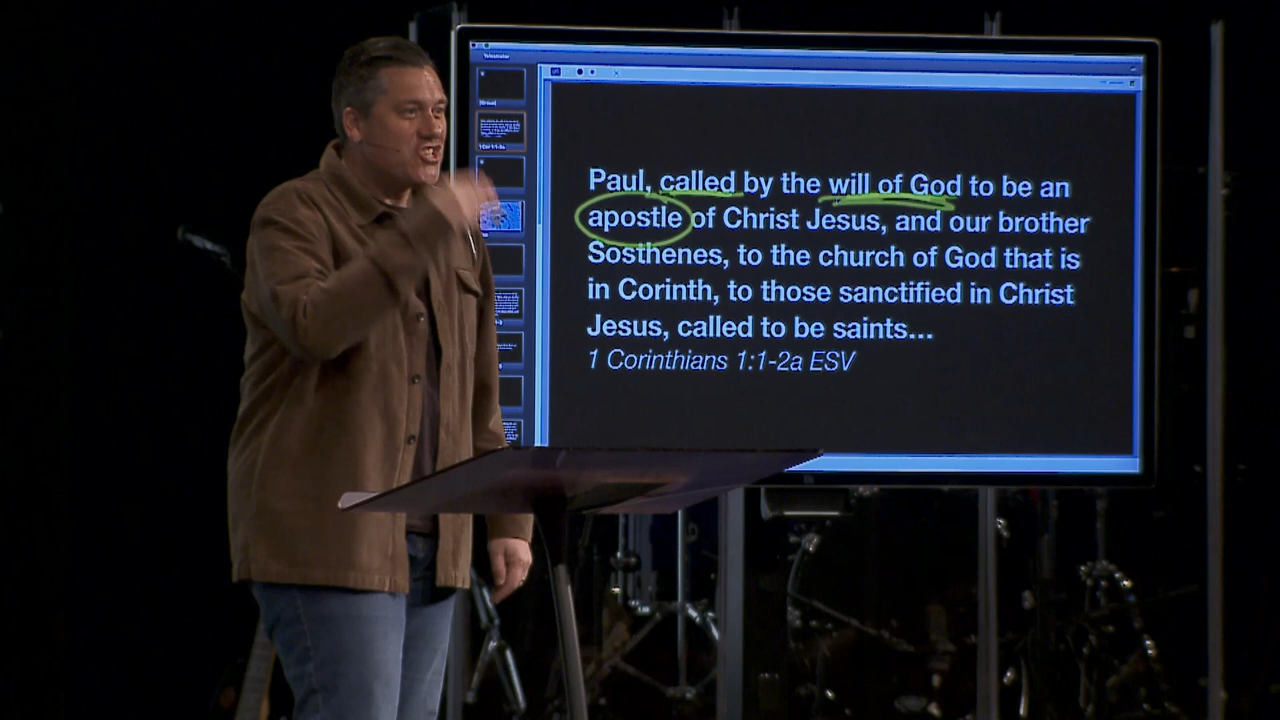 Paul, called by the will of God to be an
apostle of Christ Jesus, and our brother
Sosthenes, to the church of God that is
in Corinth, to those sanctified in Christ
Jesus, called to be saints...
1 Corinthians 1:1-2a ESV